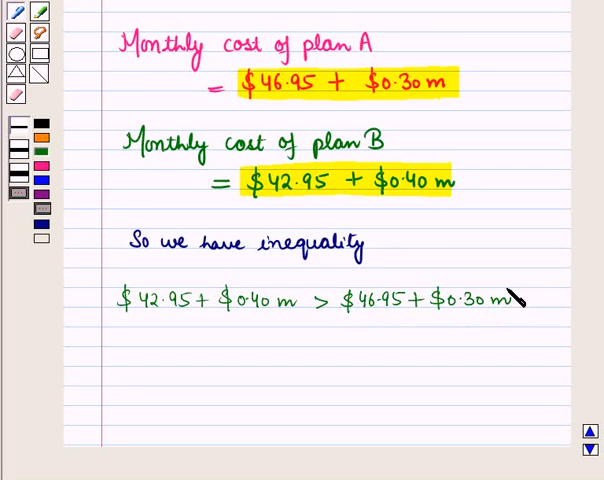 Monthly cost of plan A
= $46.95 + $0.30 m
Monthly cost of plan B
= $42.95 + $0.40 m
So we have inequality
$42.95 + $0.40 m > $46.95 + $0.30 m